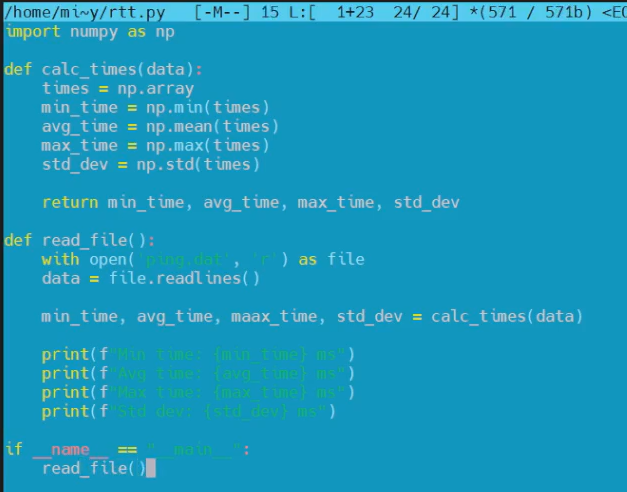 /home/mi~y/rtt.py   [-M--] 15 L:[  1+23  24/ 24] *(571 / 571b) <EO
import numpy as np

def calc_times(data):
    times = np.array
    min_time = np.min(times)
    avg_time = np.mean(times)
    max_time = np.max(times)
    std_dev = np.std(times)

    return min_time, avg_time, max_time, std_dev

def read_file():
    with open('ping.dat', 'r') as file
    data = file.readlines()

    min_time, avg_time, maax_time, std_dev = calc_times(data)

    print(f"Min time: {min_time} ms")
    print(f"Avg time: {avg_time} ms")
    print(f"Max time: {max_time} ms")
    print(f"Std dev: {std_dev} ms")

if __name__ == "__main__":
    read_file()